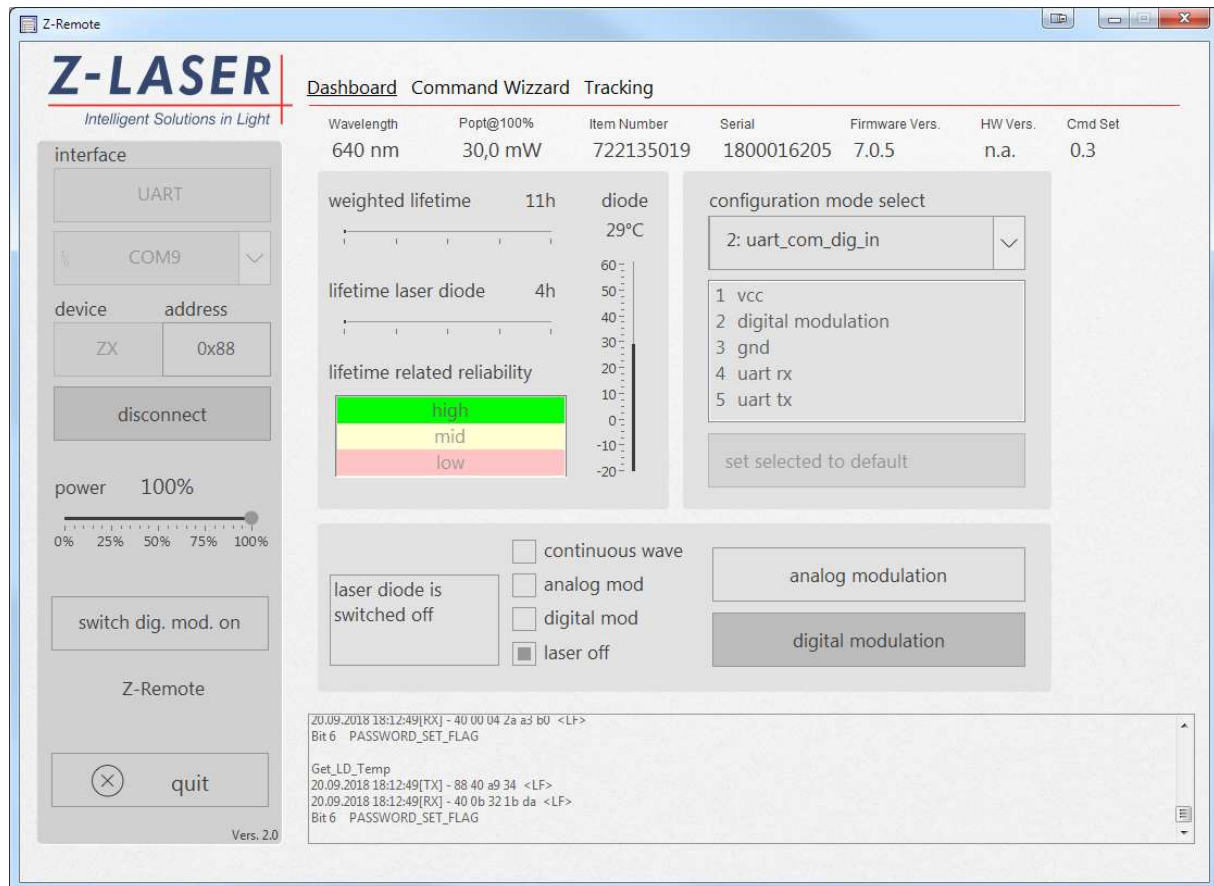 Z-Remote
Z-LASER
Intelligent Solutions in Light
Dashboard Command Wizzard Tracking
Wavelength Popt@100% Item Number Serial Firmware Vers. HW Vers. Cmd Set
640 nm 30,0 mW 722135019 1800016205 7.0.5 n.a. 0.3
interface
UART
COM9
device address
ZX 0x88
disconnect
power 100%
0% 25% 50% 75% 100%
switch dig. mod. on
Z-Remote
quit
Vers. 2.0
weighted lifetime 11h
lifetime laser diode 4h
lifetime related reliability
high
mid
low
diode
29°C
60
50
40
30
20
10
0
-10
-20
configuration mode select
2: uart_com_dig_in
1 vcc
2 digital modulation
3 gnd
4 uart rx
5 uart tx
set selected to default
laser diode is
switched off
continuous wave
analog mod
digital mod
laser off
analog modulation
digital modulation
20.09.2018 18:12:49[RX] - 40 00 04 2a a3 b0 <LF>
Bit 6 PASSWORD_SET_FLAG
Get_LD_Temp
20.09.2018 18:12:49[TX] - 88 40 a9 34 <LF>
20.09.2018 18:12:49[RX] - 40 0b 32 1b da <LF>
Bit 6 PASSWORD_SET_FLAG